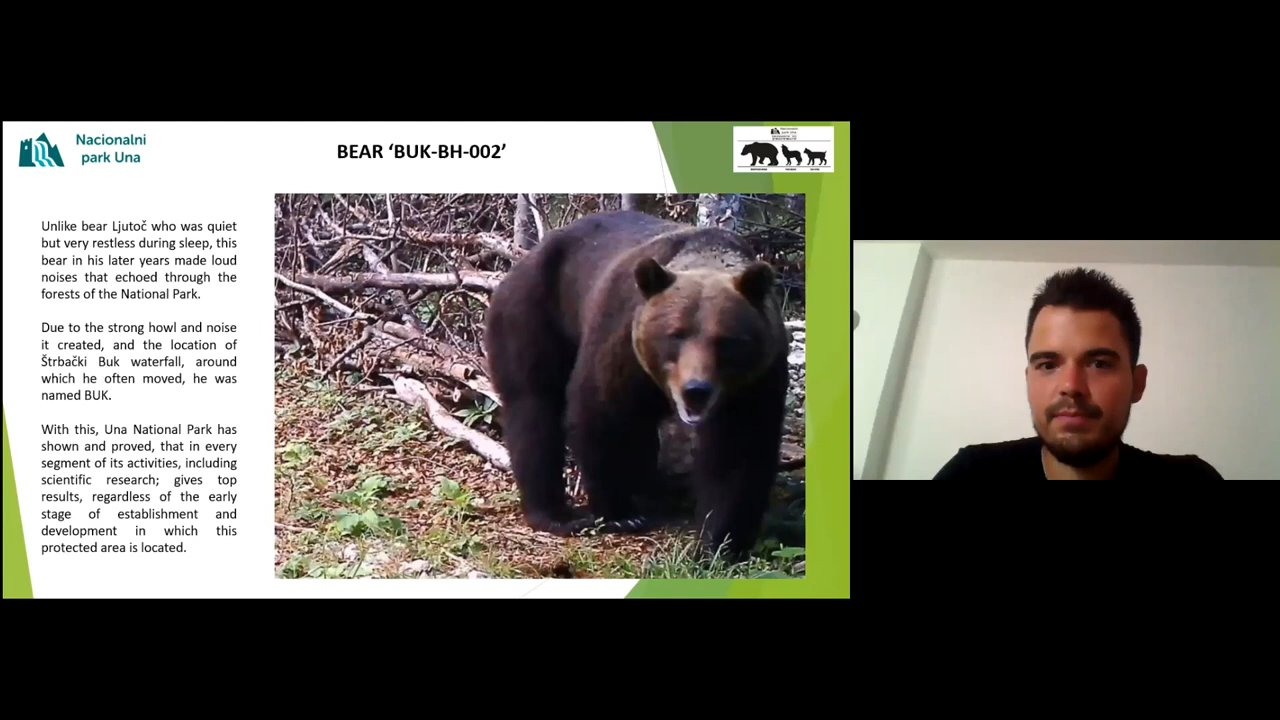 Nacionalni
park Una
BEAR ‘BUK-BH-002’
Nacionalni
park Una
Unlike bear Ljutoč who was quiet
but very restless during sleep, this
bear in his later years made loud
noises that echoed through the
forests of the National Park.
Due to the strong howl and noise
it created, and the location of
Štrbački Buk waterfall, around
which he often moved, he was
named BUK.
With this, Una National Park has
shown and proved, that in every
segment of its activities, including
scientific research; gives top
results, regardless of the early
stage of establishment and
development in which this
protected area is located.